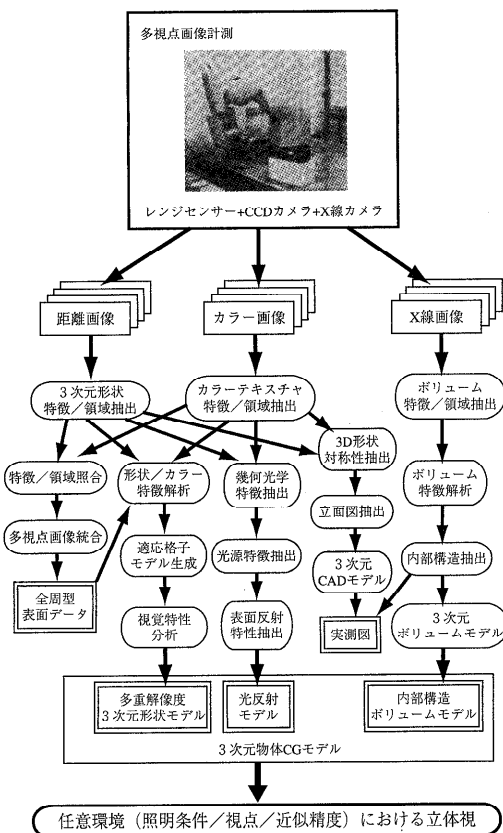 多視点画像計測
レンジセンサー+CCDカメラ+X線カメラ
距離画像
カラー画像
X線画像
3次元形状
特徴／領域抽出
カラーテキスチャ
特徴／領域抽出
ボリューム
特徴／領域抽出
3D形状
対称性抽出
特徴／領域照合
形状／カラー
特徴解析
幾何光学
特徴抽出
ボリューム
特徴解析
立面図抽出
多視点画像統合
適応格子
モデル生成
光源特徴抽出
3次元
CADモデル
内部構造抽出
全周型
表面データ
視覚特性
分析
表面反射
特性抽出
実測図
3次元
ボリュームモデル
多重解像度
3次元形状モデル
光反射
モデル
内部構造
ボリュームモデル
3次元物体CGモデル
任意環境（照明条件／視点／近似精度）における立体視